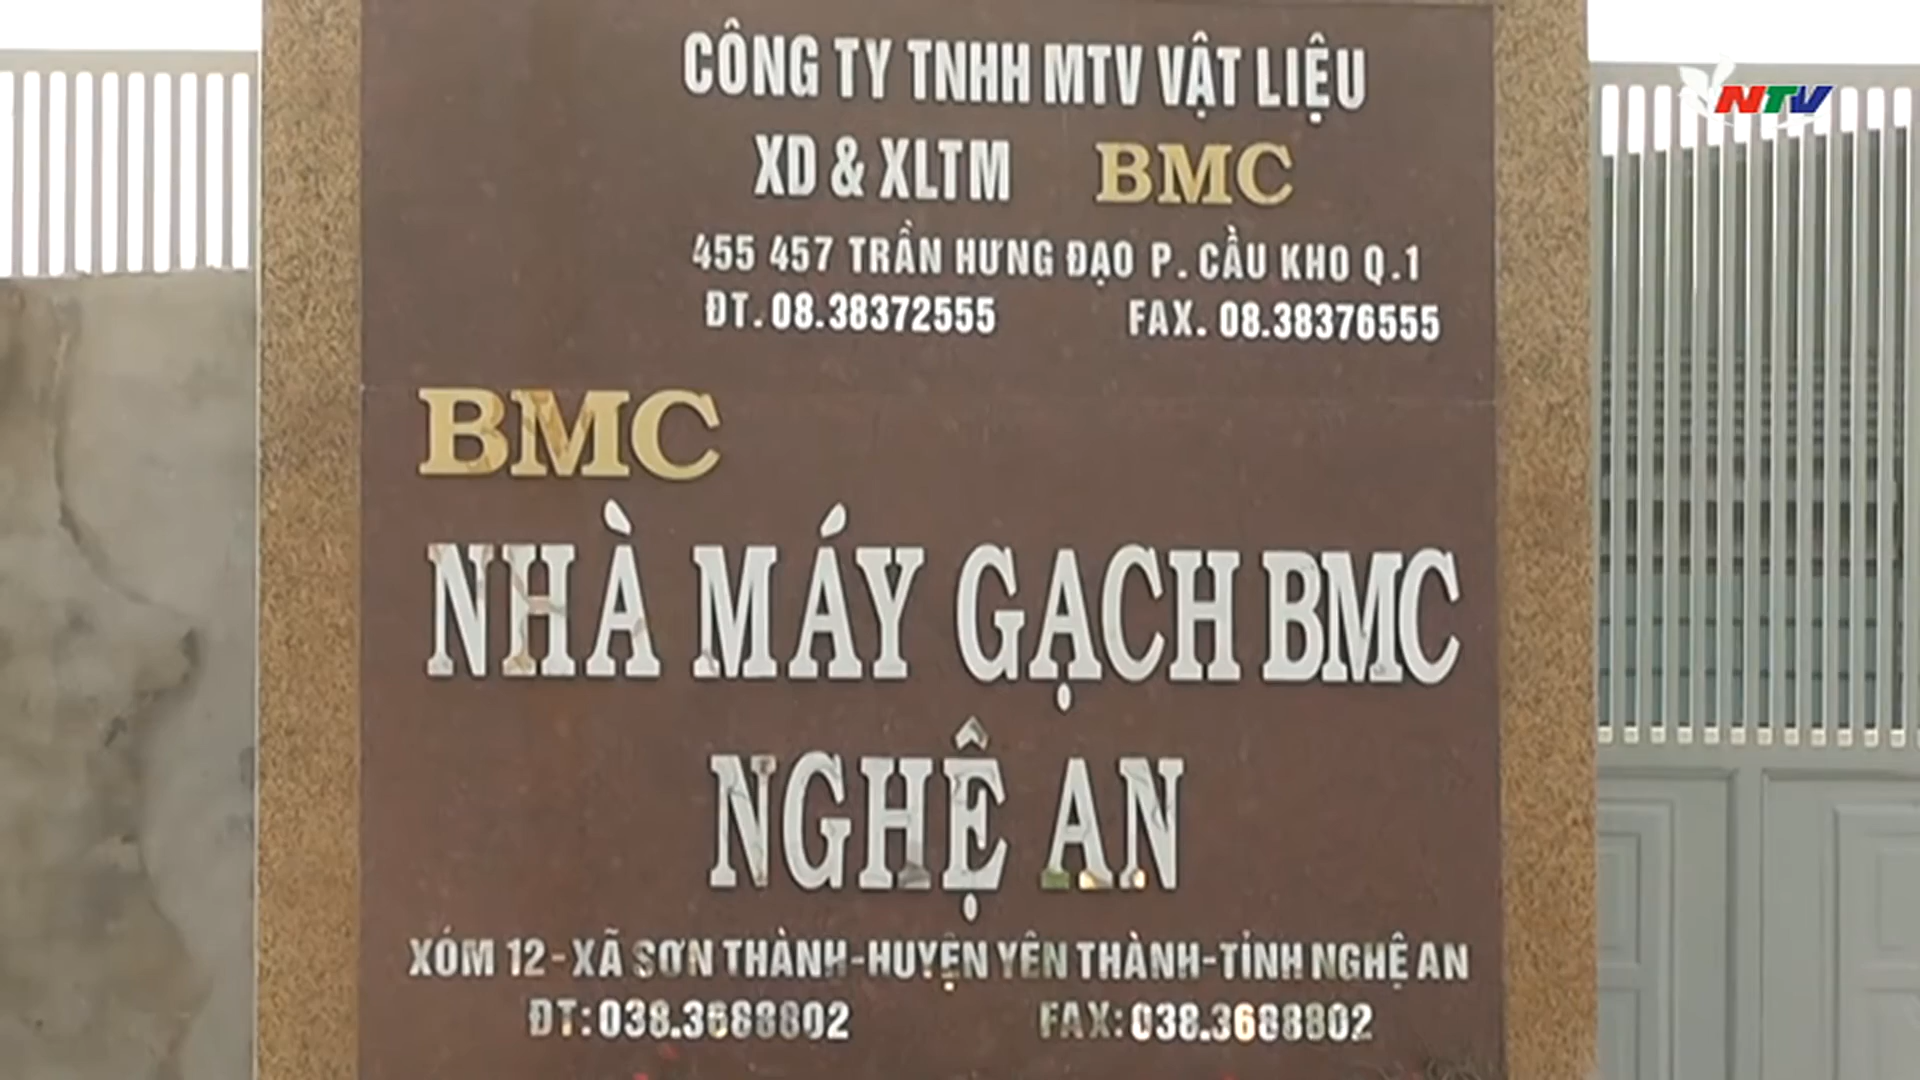 CÔNG TY TNHH MTV VẬT LIỆU
NTV
XD & XLTM BMC
455 457 TRẦN HƯNG ĐẠO P. CẦU KHO Q.1
ĐT. 08.38372555 FAX. 08.38376555
BMC
NHÀ MÁY GẠCH BMC
NGHỆ AN
XÓM 12-XÃ SƠN THÀNH-HUYỆN YÊN THÀNH-TỈNH NGHỆ AN
ĐT:038.3688802 FAX:038.3688802